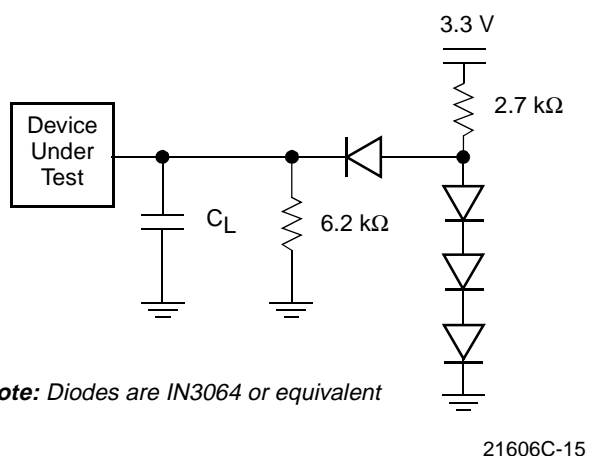 3.3 V
2.7 kΩ
Device
Under
Test
CL
6.2 kΩ
ote: Diodes are IN3064 or equivalent
21606C-15